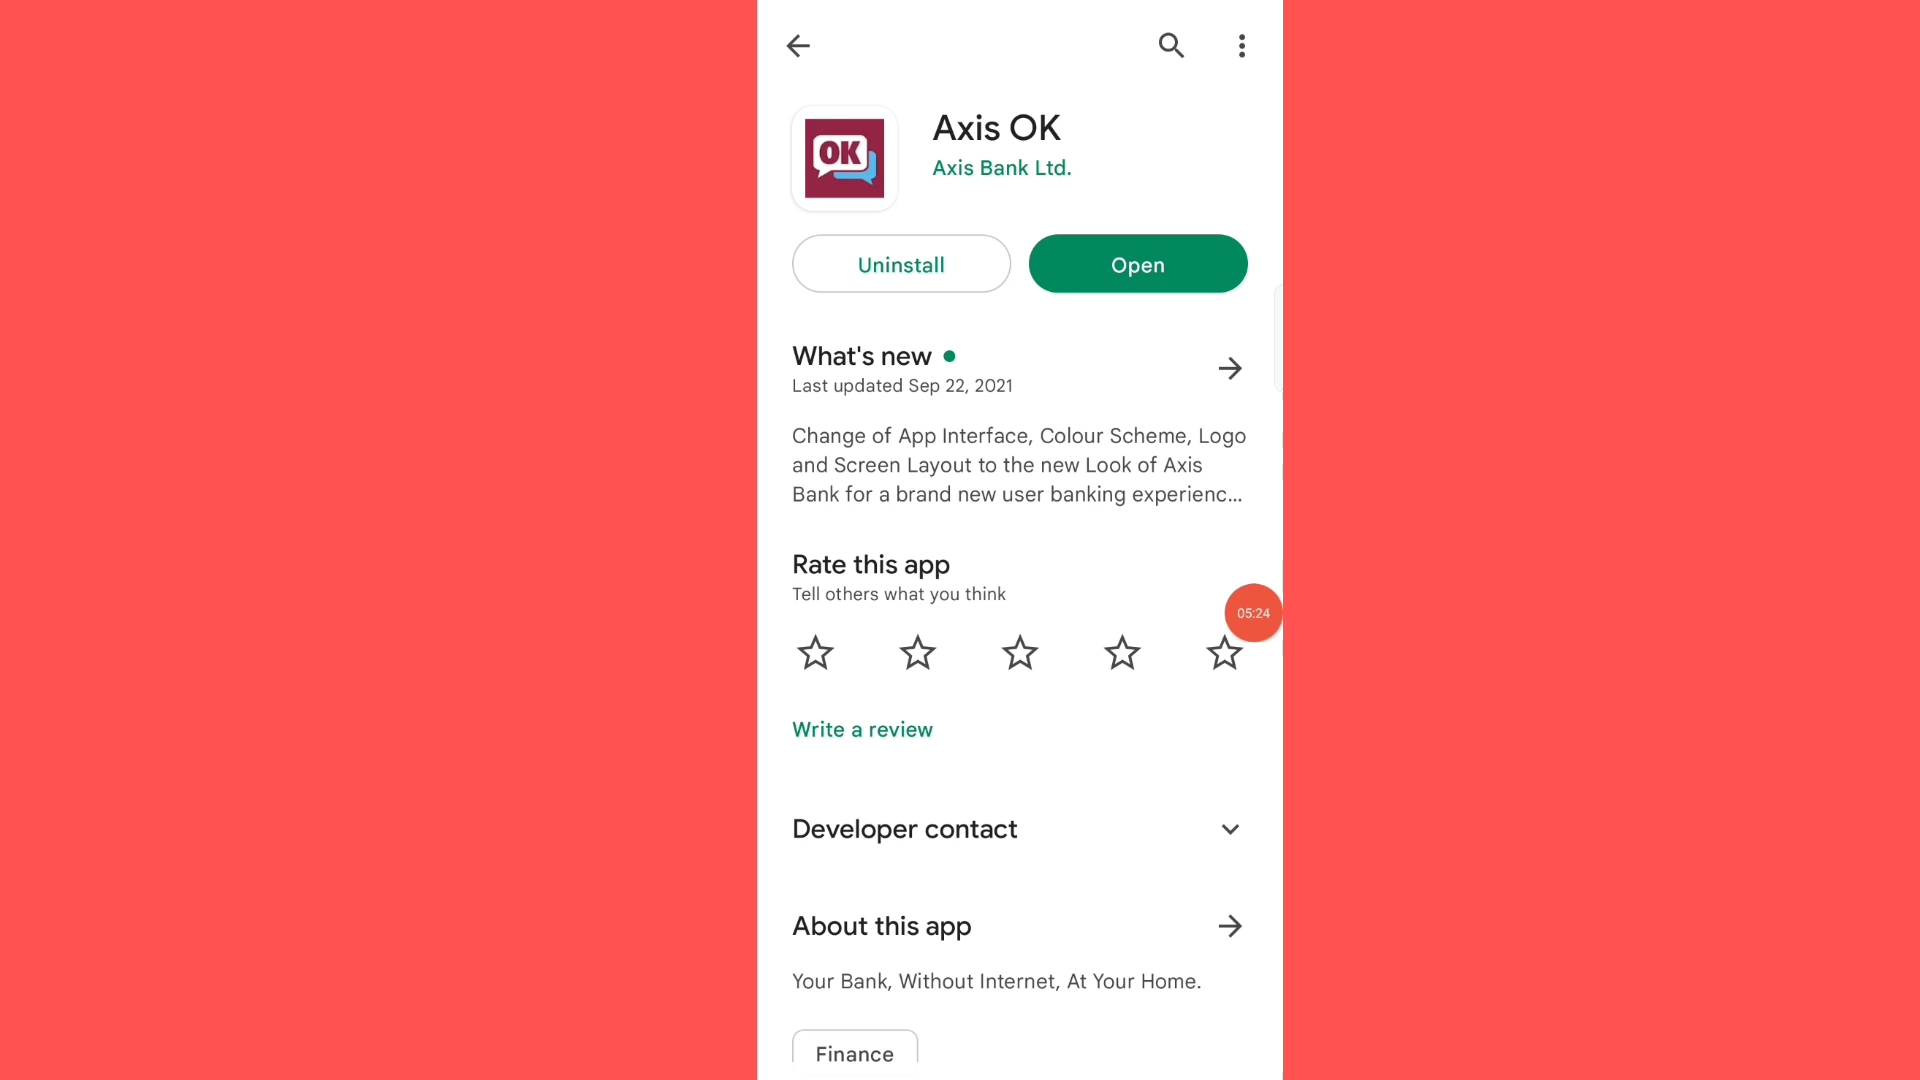 Axis OK
Axis Bank Ltd.
OK
Uninstall
Open
What's new
Last updated Sep 22, 2021
Change of App Interface, Colour Scheme, Logo
and Screen Layout to the new Look of Axis
Bank for a brand new user banking experienc...
Rate this app
Tell others what you think
05:24
Write a review
Developer contact
About this app
Your Bank, Without Internet, At Your Home.
Finance